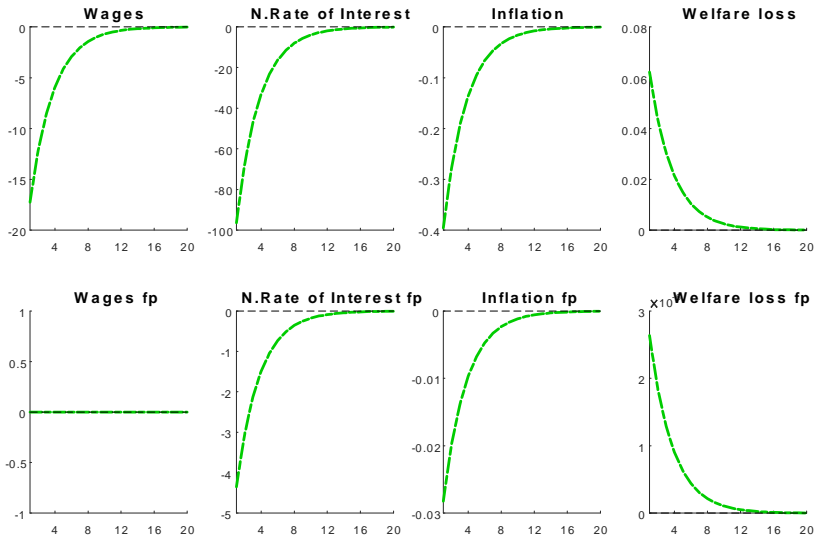 Wages
N.Rate of Interest
Inflation
Welfare loss
0
-5
-10
-15
-20
4 8 12 16 20
0
-20
-40
-60
-80
-100
4 8 12 16 20
0
-0.1
-0.2
-0.3
-0.4
4 8 12 16 20
0.08
0.06
0.04
0.02
0
4 8 12 16 20
Wages fp
N.Rate of Interest fp
Inflation fp
Welfare loss fp
1
0.5
0
-0.5
-1
4 8 12 16 20
0
-1
-2
-3
-4
-5
4 8 12 16 20
0
-0.01
-0.02
-0.03
4 8 12 16 20
×10
3
2
1
0
4 8 12 16 20